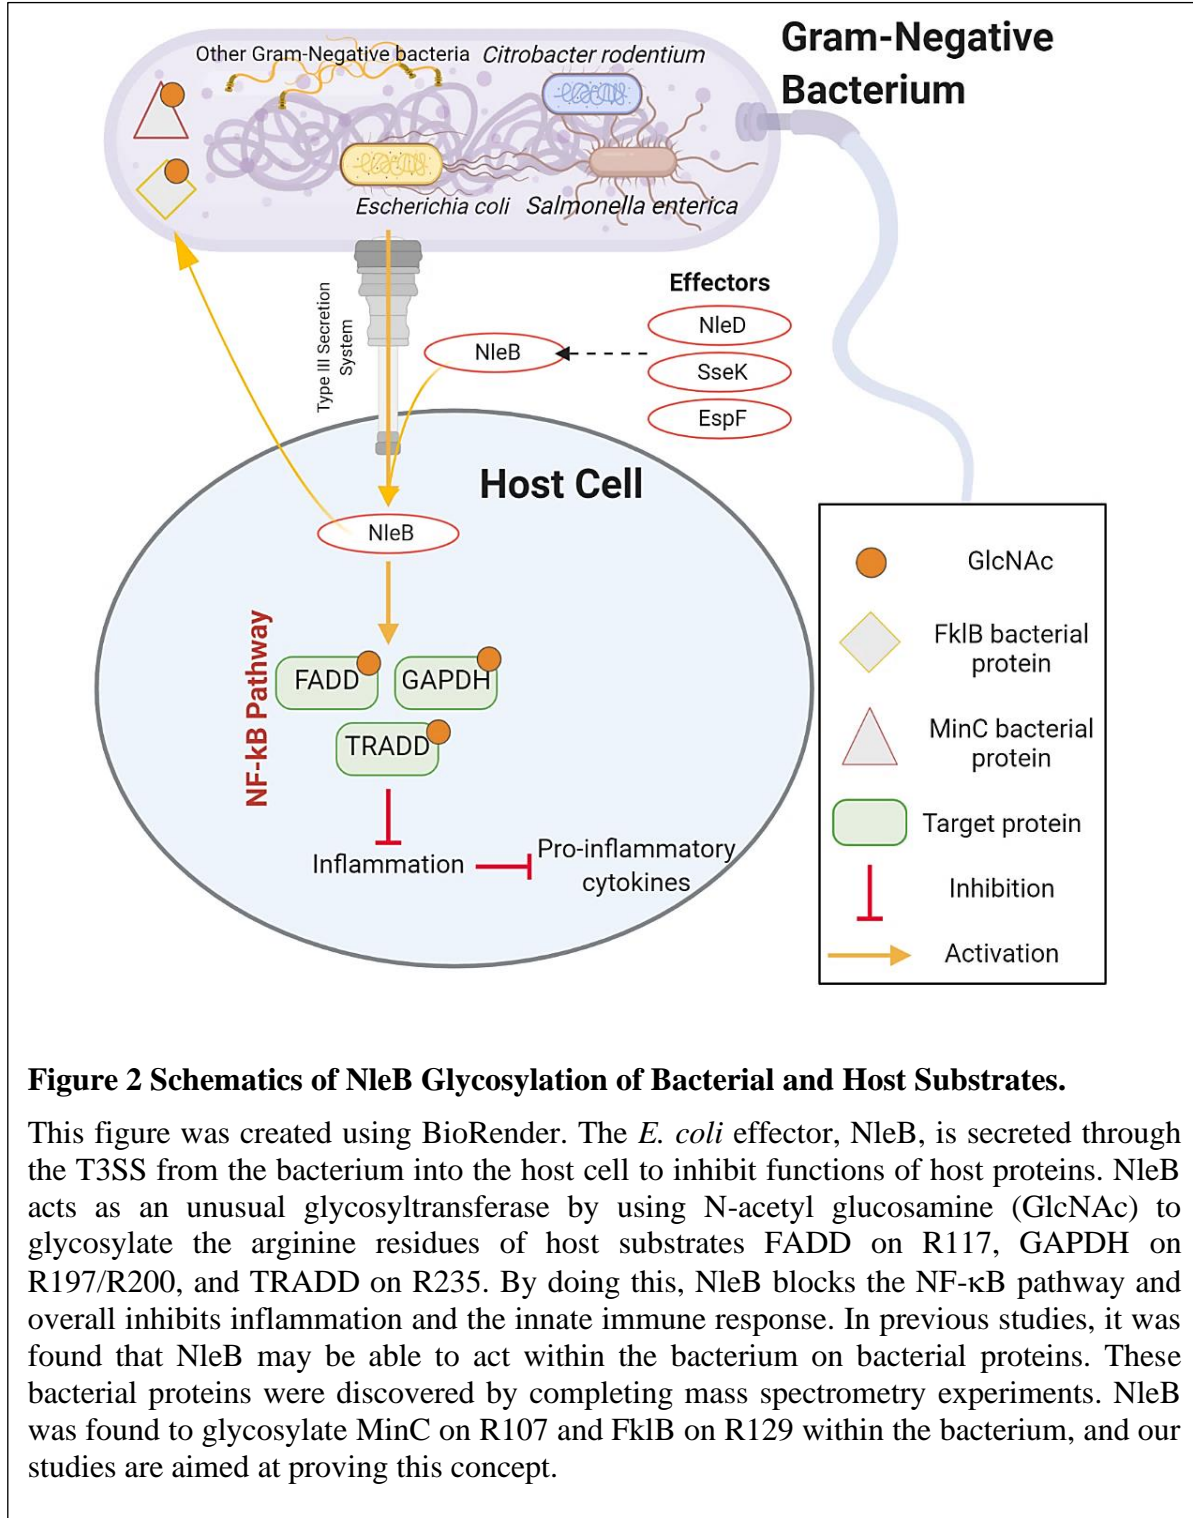 Gram-Negative
Bacterium
Other Gram-Negative bacteria
Citrobacter rodentium
Escherichia coli
Salmonella enterica
Type III Secretion
System
Effectors
NleD
NleB
SseK
EspF
Host Cell
NleB
NF-kB Pathway
FADD
GAPDH
TRADD
Inflammation
Pro-inflammatory
cytokines
GlcNAc
FklB bacterial
protein
MinC bacterial
protein
Target protein
Inhibition
Activation
Figure 2 Schematics of NleB Glycosylation of Bacterial and Host Substrates.
This figure was created using BioRender. The E. coli effector, NleB, is secreted through
the T3SS from the bacterium into the host cell to inhibit functions of host proteins. NleB
acts as an unusual glycosyltransferase by using N-acetyl glucosamine (GlcNAc) to
glycosylate the arginine residues of host substrates FADD on R117, GAPDH on
R197/R200, and TRADD on R235. By doing this, NleB blocks the NF-κB pathway and
overall inhibits inflammation and the innate immune response. In previous studies, it was
found that NleB may be able to act within the bacterium on bacterial proteins. These
bacterial proteins were discovered by completing mass spectrometry experiments. NleB
was found to glycosylate MinC on R107 and FklB on R129 within the bacterium, and our
studies are aimed at proving this concept.